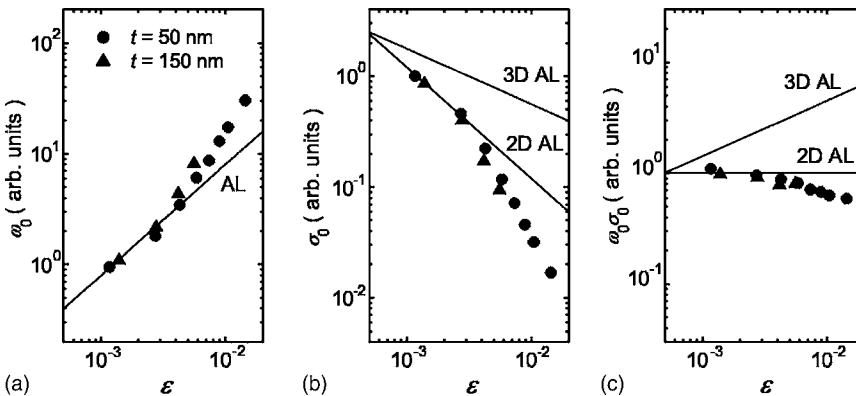 t = 50 nm
t = 150 nm
AL
10²
10¹
10⁰
10⁻³
10⁻²
ω₀ ( arb. units )
ε
(a)
3D AL
2D AL
10⁰
10⁻¹
10⁻²
10⁻³
10⁻²
σ₀ ( arb. units )
ε
(b)
3D AL
2D AL
10¹
10⁰
10⁻¹
10⁻³
10⁻²
ω₀σ₀ ( arb. units )
ε
(c)